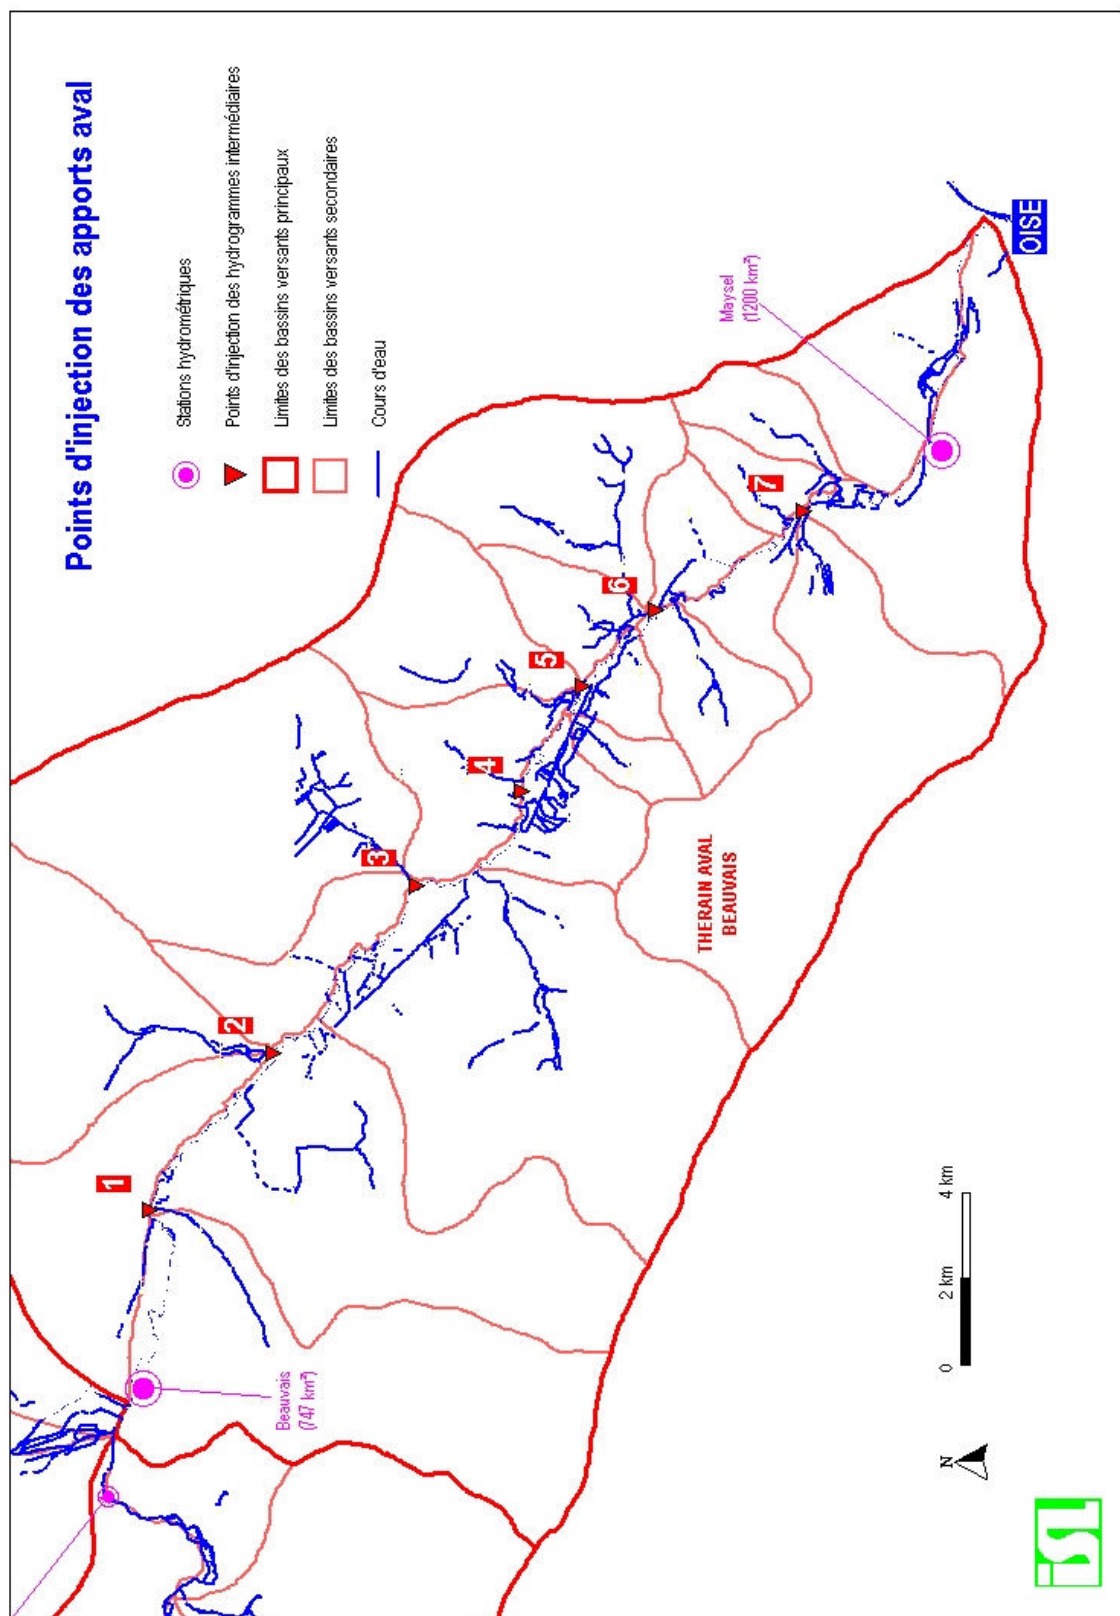 Points d'injection des apports aval
Stations hydrométriques
Points d'injection des hydrogrammes intermédiaires
Limites des bassins versants principaux
Limites des bassins versants secondaires
Cours d'eau
1
2
3
4
5
6
7
Beauvais
(747 km²)
Maysel
(1200 km²)
OISE
THERAIN AVAL
BEAUVAIS
N
0 2 km 4 km
iSL